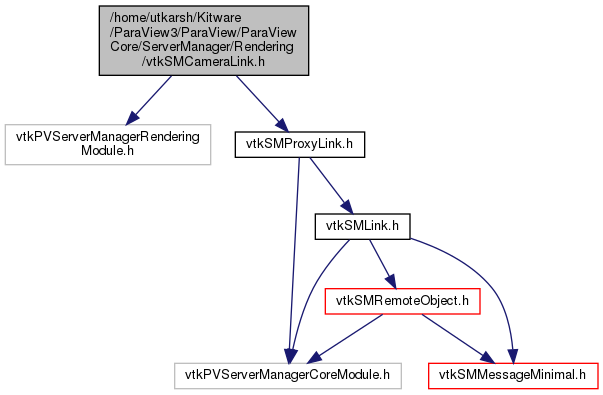 /home/utkarsh/Kitware
/ParaView3/ParaView/ParaView
Core/ServerManager/Rendering
/vtkSMCameraLink.h
vtkPVServerManagerRendering
Module.h
vtkSMProxyLink.h
vtkSMLink.h
vtkSMRemoteObject.h
vtkPVServerManagerCoreModule.h
vtkSMMessageMinimal.h